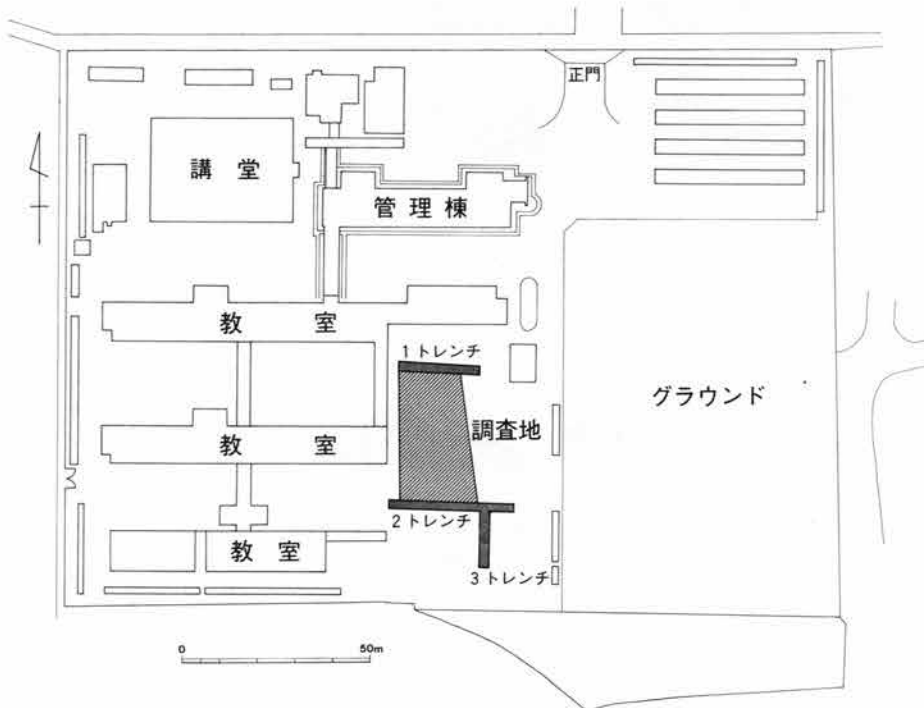 正門
講堂
管理棟
教室
1トレンチ
グラウンド
調査地
教室
2トレンチ
教室
3トレンチ
0 50m